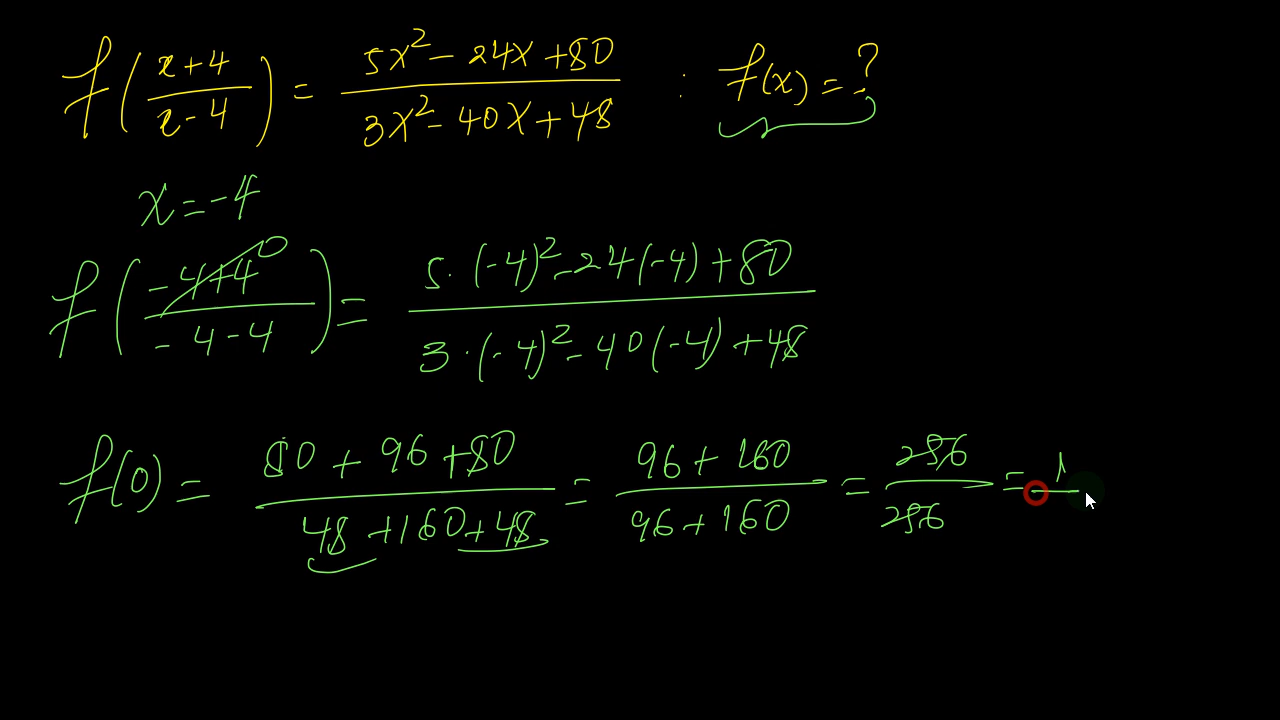 f((x+4)/(x-4)) = (5x²-24x+80)/(3x²-40x+48) : f(x)=?
x=-4
f((-4+4)/(-4-4)) 0 = (5·(-4)²-24(-4)+80)/(3·(-4)²-40(-4)+48)
f(0) = (80+96+80)/(48+160+48) = (96+160)/(96+160) = 256/256 = 1